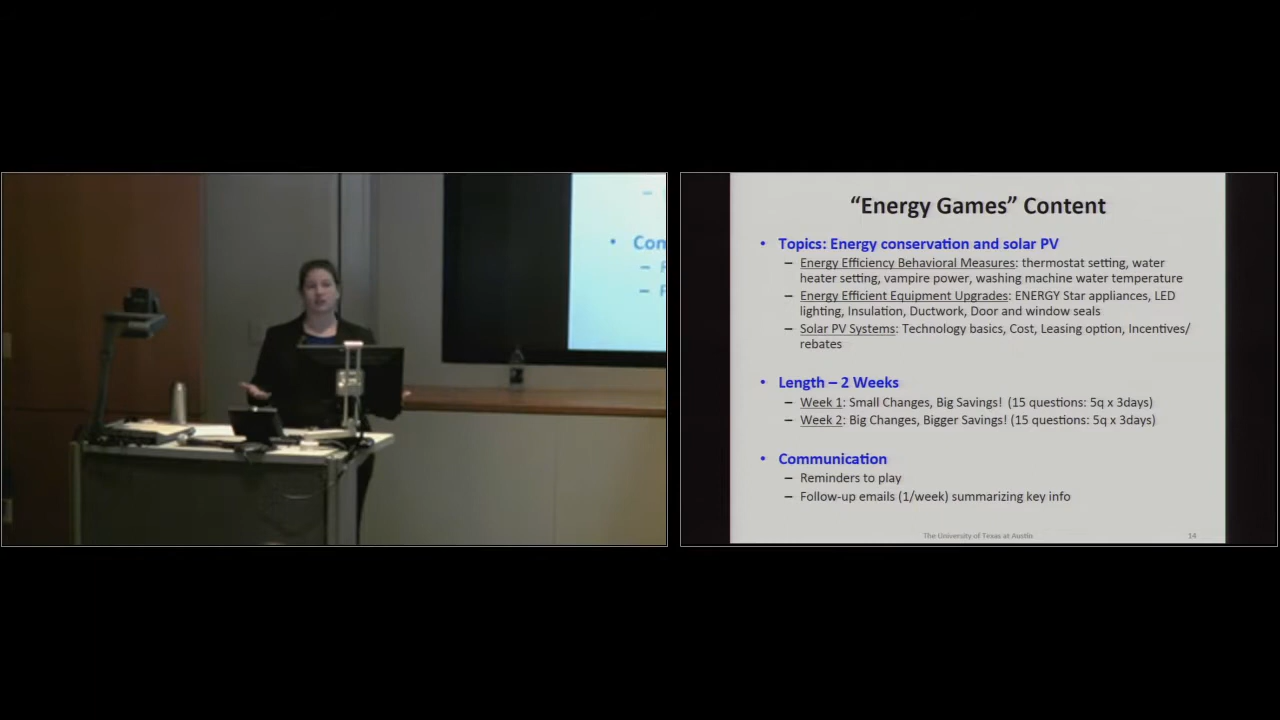 Con
“Energy Games” Content
• Topics: Energy conservation and solar PV
– Energy Efficiency Behavioral Measures: thermostat setting, water
heater setting, vampire power, washing machine water temperature
– Energy Efficient Equipment Upgrades: ENERGY Star appliances, LED
lighting, Insulation, Ductwork, Door and window seals
– Solar PV Systems: Technology basics, Cost, Leasing option, Incentives/
rebates
• Length – 2 Weeks
– Week 1: Small Changes, Big Savings! (15 questions: 5q x 3days)
– Week 2: Big Changes, Bigger Savings! (15 questions: 5q x 3days)
• Communication
– Reminders to play
– Follow-up emails (1/week) summarizing key info
The University of Texas at Austin
14